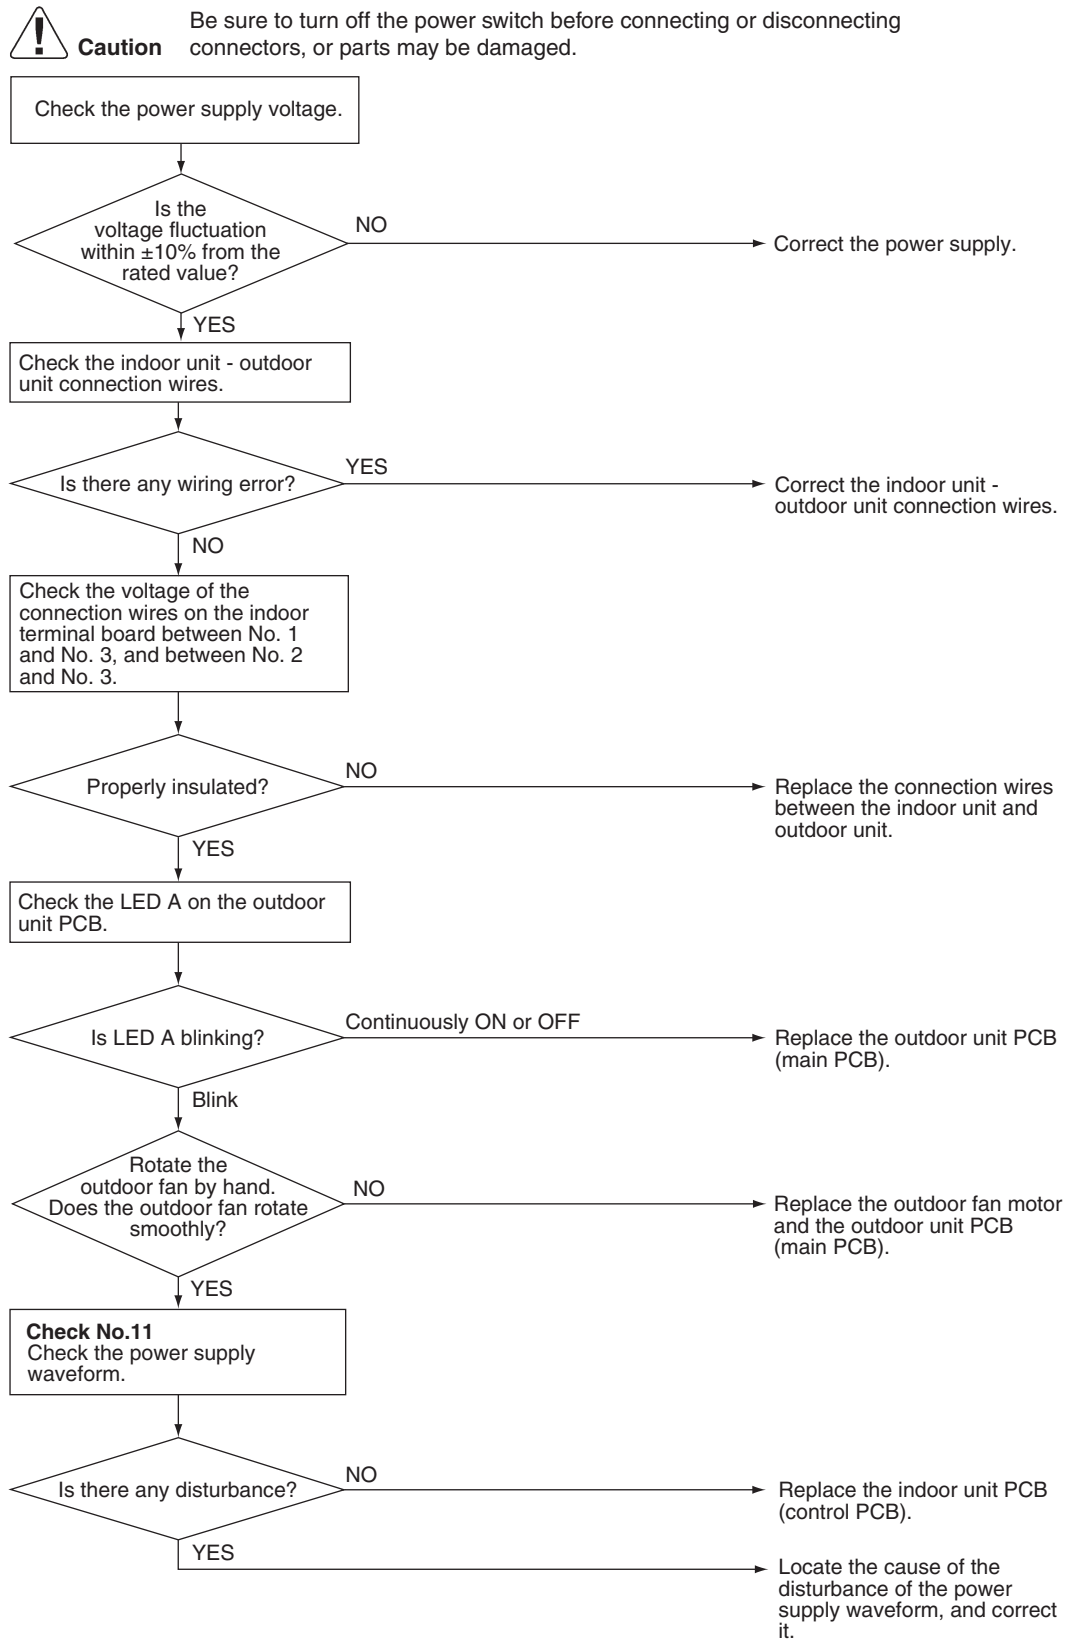 Be sure to turn off the power switch before connecting or disconnecting
Caution connectors, or parts may be damaged.
Check the power supply voltage.
Is the
voltage fluctuation
within ±10% from the
rated value?
NO
Correct the power supply.
YES
Check the indoor unit - outdoor
unit connection wires.
Is there any wiring error?
YES
Correct the indoor unit -
outdoor unit connection wires.
NO
Check the voltage of the
connection wires on the indoor
terminal board between No. 1
and No. 3, and between No. 2
and No. 3.
Properly insulated?
NO
Replace the connection wires
between the indoor unit and
outdoor unit.
YES
Check the LED A on the outdoor
unit PCB.
Is LED A blinking?
Continuously ON or OFF
Replace the outdoor unit PCB
(main PCB).
Blink
Rotate the
outdoor fan by hand.
Does the outdoor fan rotate
smoothly?
NO
Replace the outdoor fan motor
and the outdoor unit PCB
(main PCB).
YES
Check No.11
Check the power supply
waveform.
Is there any disturbance?
NO
Replace the indoor unit PCB
(control PCB).
YES
Locate the cause of the
disturbance of the power
supply waveform, and correct
it.